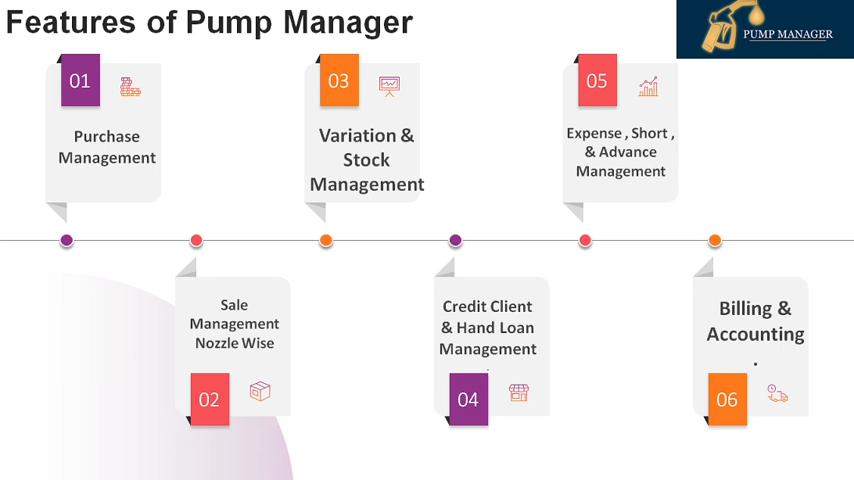 Features of Pump Manager
PUMP MANAGER
01
Purchase
Management
02
Sale
Management
Nozzle Wise
03
Variation &
Stock
Management
04
Credit Client
& Hand Loan
Management
.
05
Expense , Short ,
& Advance
Management
06
Billing &
Accounting
.